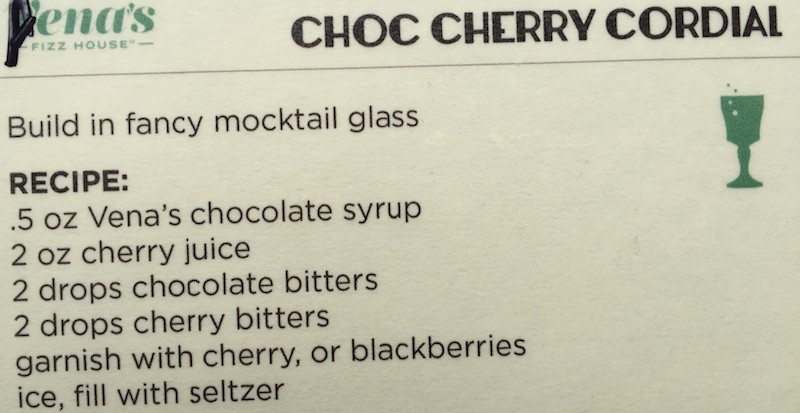 Vena's
CHOC CHERRY CORDIAL
FIZZ HOUSE™
Build in fancy mocktail glass
RECIPE:
.5 oz Vena's chocolate syrup
2 oz cherry juice
2 drops chocolate bitters
2 drops cherry bitters
garnish with cherry, or blackberries
ice, fill with seltzer